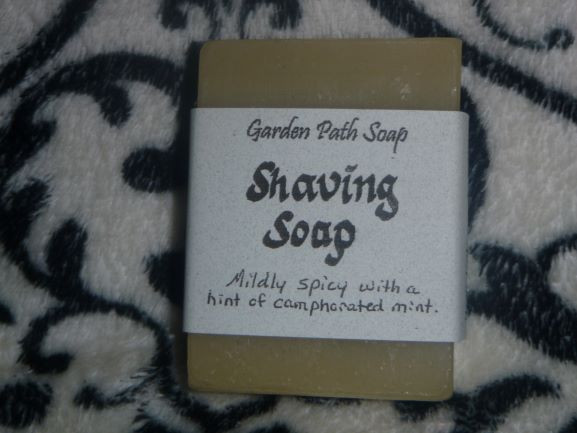 Garden Path Soap
Shaving
Soap
Mildly spicy with a
hint of camphorated mint.